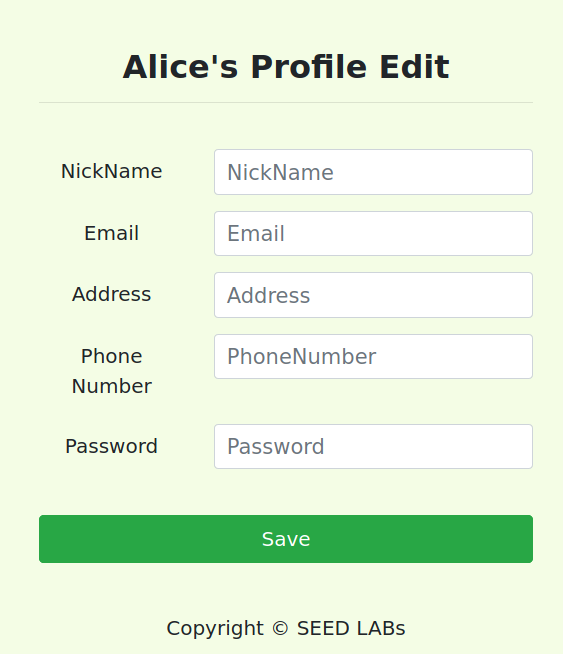 Alice's Profile Edit
NickName
NickName
Email
Email
Address
Address
Phone
Number
PhoneNumber
Password
Password
Save
Copyright © SEED LABs